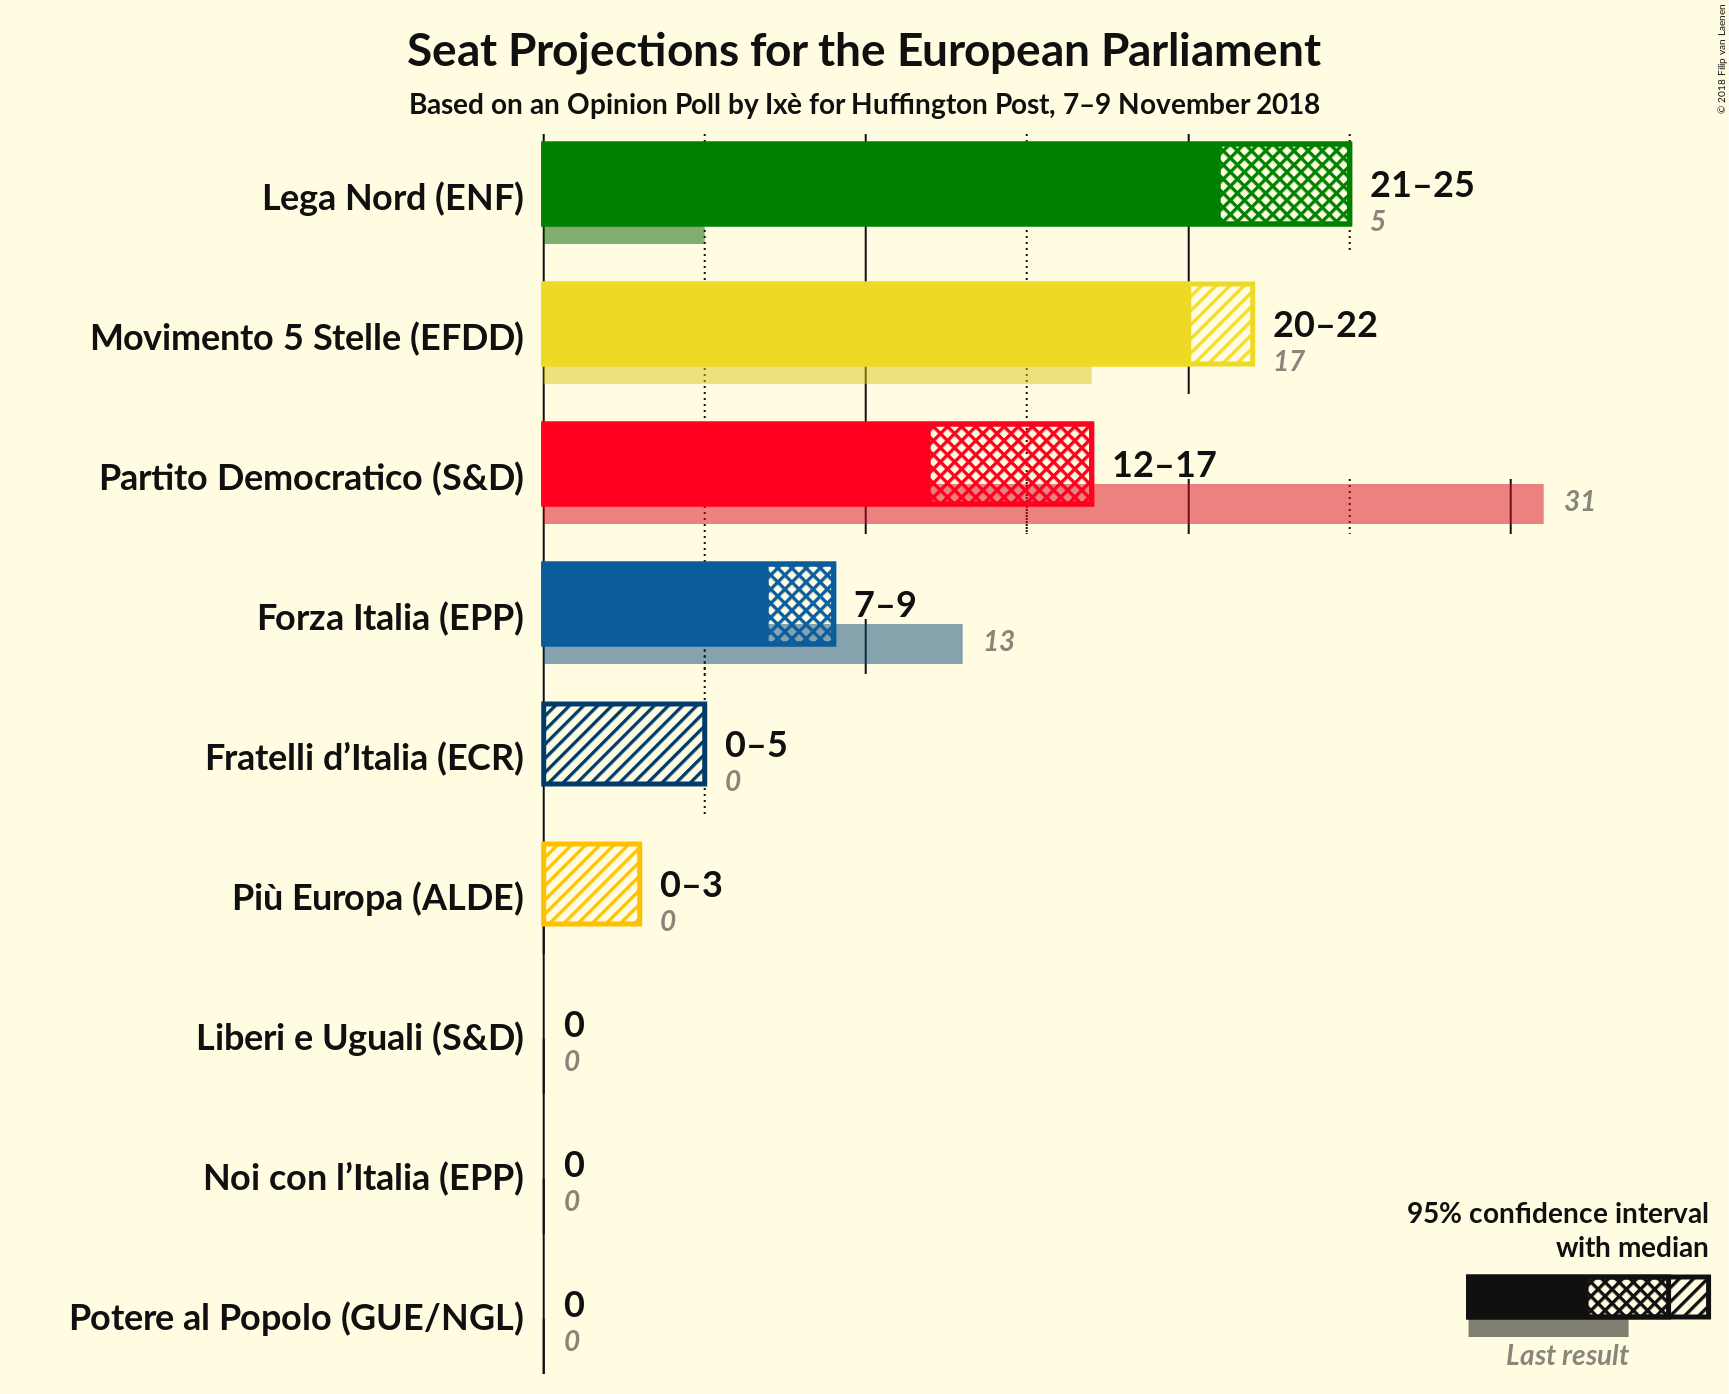 Seat Projections for the European Parliament
Based on an Opinion Poll by Ixè for Huffington Post, 7–9 November 2018
© 2018 Filip van Laenen
Lega Nord (ENF)
21–25
5
Movimento 5 Stelle (EFDD)
20–22
17
Partito Democratico (S&D)
12–17
31
Forza Italia (EPP)
7–9
13
Fratelli d’Italia (ECR)
0–5
0
Più Europa (ALDE)
0–3
0
Liberi e Uguali (S&D)
0
0
Noi con l’Italia (EPP)
0
0
Potere al Popolo (GUE/NGL)
0
0
95% confidence interval
with median
Last result